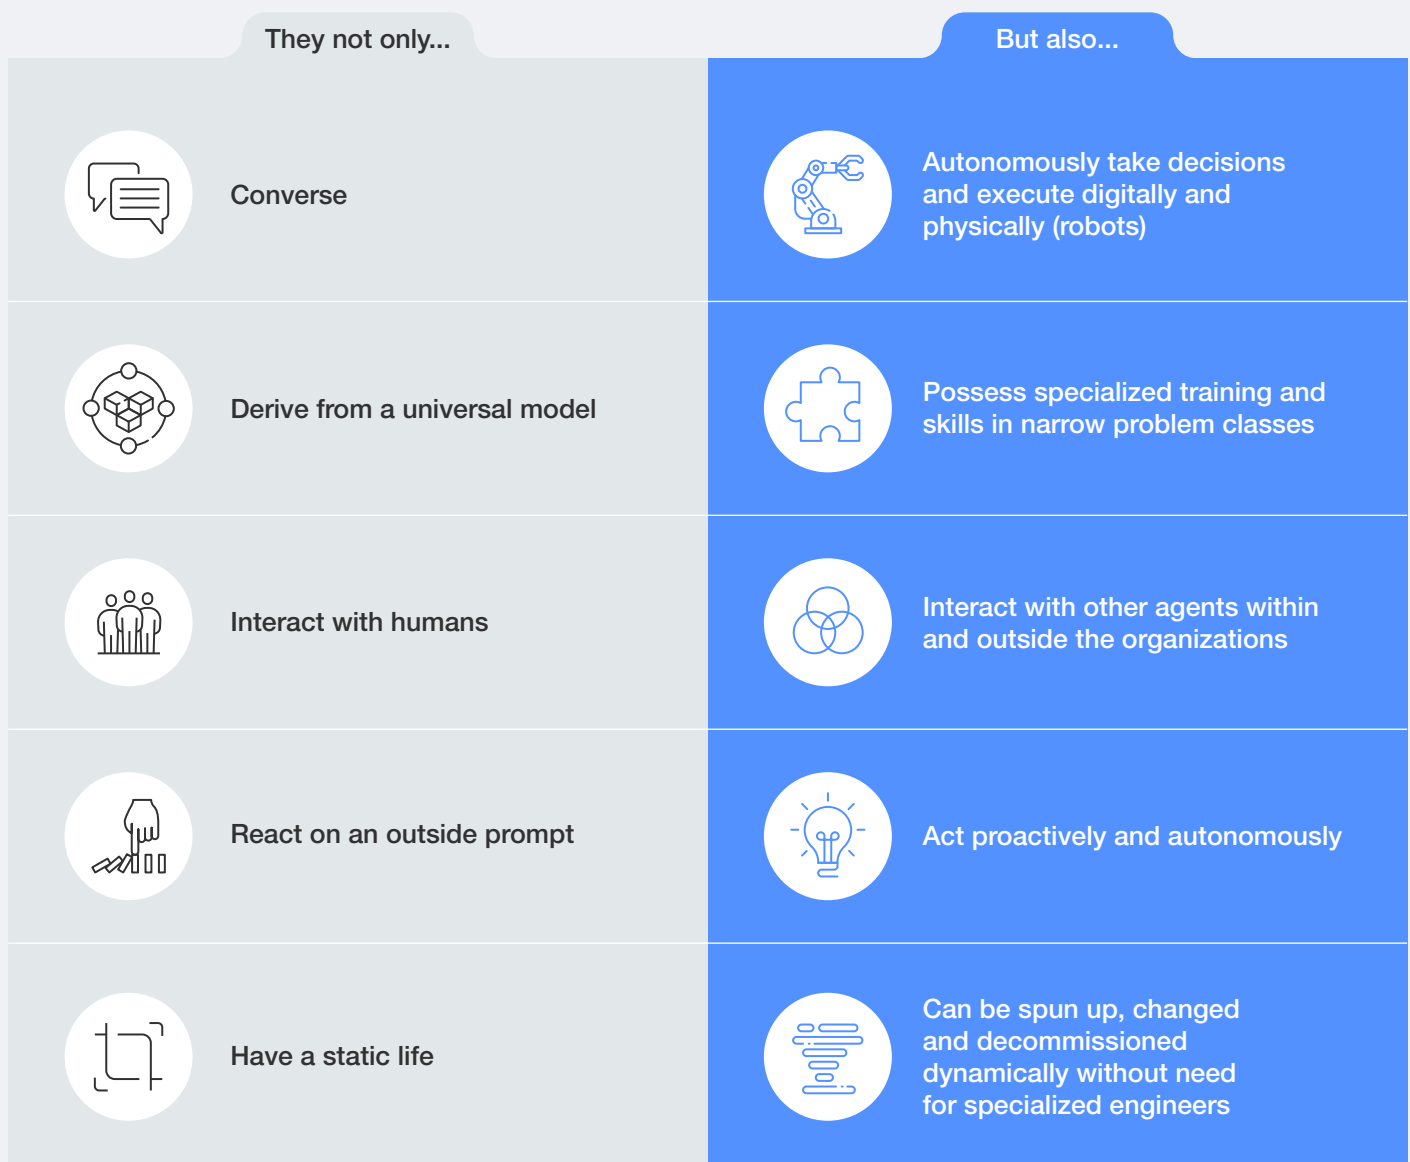 They not only...
But also...
Converse
Autonomously take decisions
and execute digitally and
physically (robots)
Derive from a universal model
Possess specialized training and
skills in narrow problem classes
Interact with humans
Interact with other agents within
and outside the organizations
React on an outside prompt
Act proactively and autonomously
Have a static life
Can be spun up, changed
and decommissioned
dynamically without need
for specialized engineers